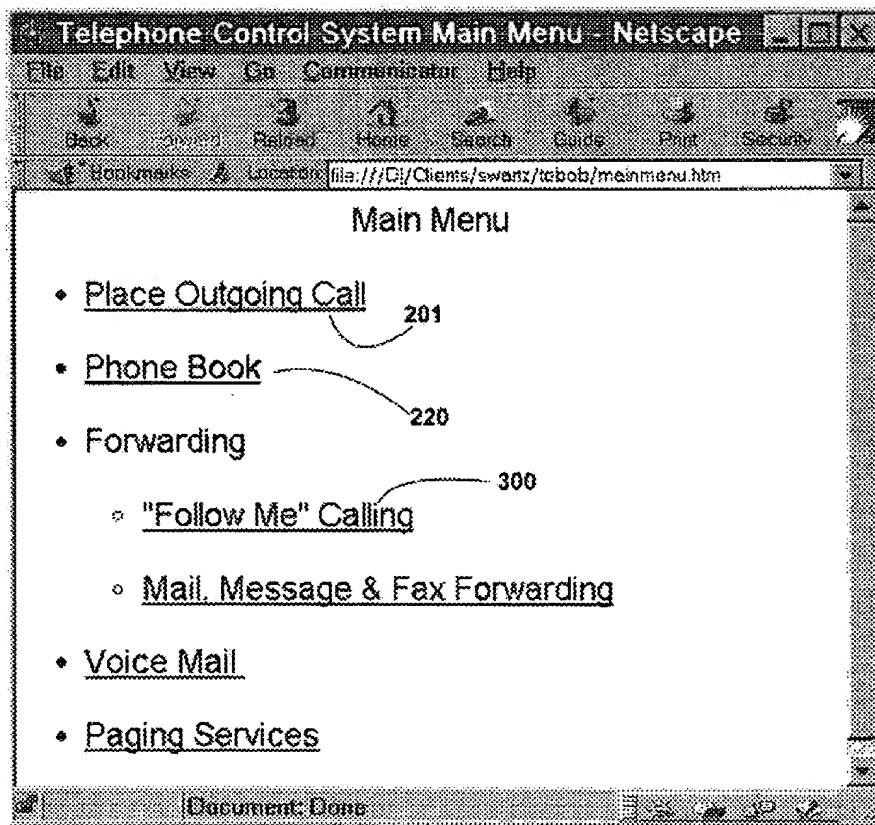 Telephone Control System Main Menu - Netscape
File Edit View Go Communicator Help
Back Forward Reload Home Search Guide Print Security
Bookmarks Location: file:///D|/Clients/swartz/tcbob/mainmenu.htm
Main Menu
• Place Outgoing Call
201
• Phone Book
220
• Forwarding
300
◦ "Follow Me" Calling
◦ Mail, Message & Fax Forwarding
• Voice Mail
• Paging Services
Document: Done